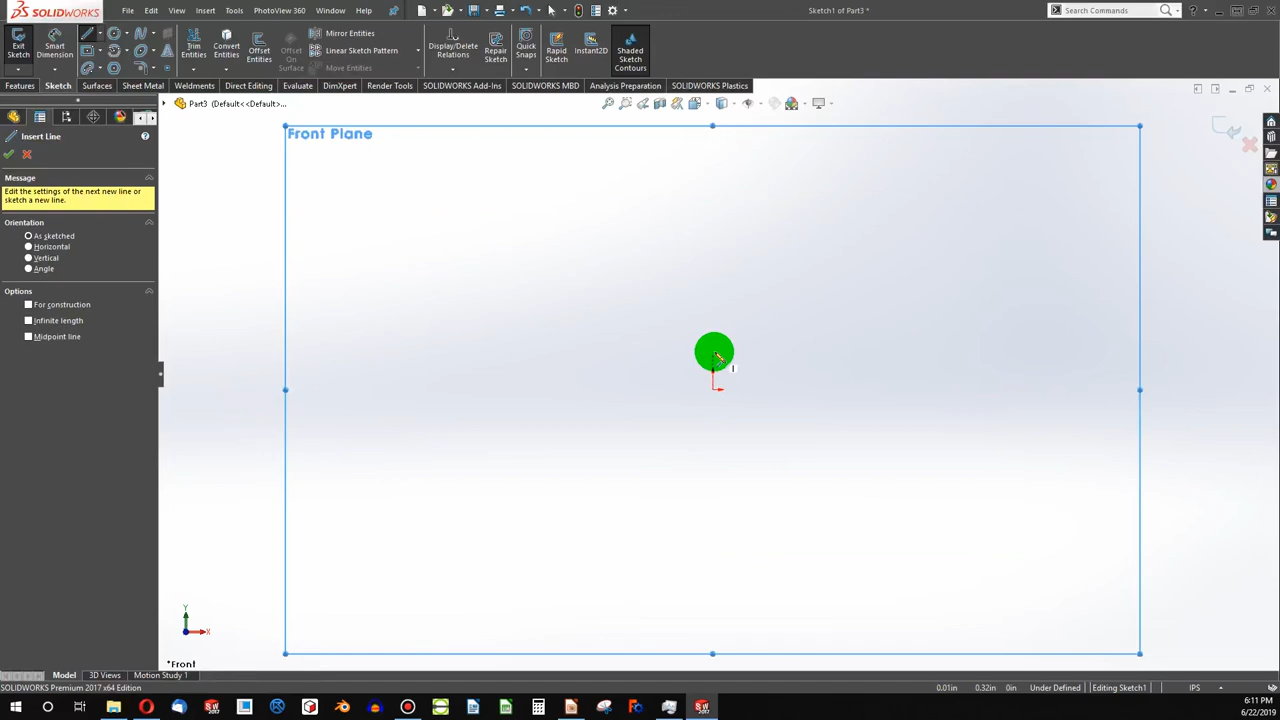 SOLIDWORKS File Edit View Insert Tools PhotoView 360 Window Help Sketch1 of Part3 * Search Commands ?
Exit Sketch
Smart Dimension
Trim Entities
Convert Entities
Offset Entities
Offset On Surface
Mirror Entities
Linear Sketch Pattern
Move Entities
Display/Delete Relations
Repair Sketch
Quick Snaps
Rapid Sketch
Instant2D
Shaded Sketch Contours
Features Sketch Surfaces Sheet Metal Weldments Direct Editing Evaluate DimXpert Render Tools SOLIDWORKS Add-Ins SOLIDWORKS MBD Analysis Preparation SOLIDWORKS Plastics
Part3 (Default<<Default>...
Front Plane
Insert Line
Message
Edit the settings of the next new line or
sketch a new line.
Orientation
As sketched
Horizontal
Vertical
Angle
Options
For construction
Infinite length
Midpoint line
Y
X
*Front
Model 3D Views Motion Study 1
SOLIDWORKS Premium 2017 x64 Edition 0.01in 0.32in 0in Under Defined Editing Sketch1 IPS
6:11 PM
6/22/2019